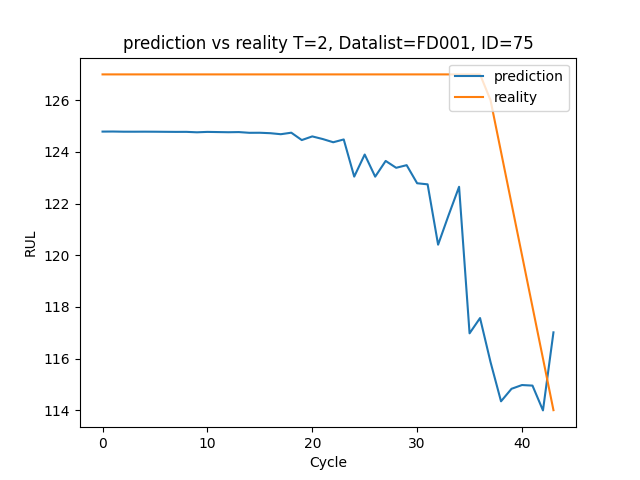 prediction vs reality T=2, Datalist=FD001, ID=75
prediction
reality
RUL
126
124
122
120
118
116
114
0 10 20 30 40
Cycle